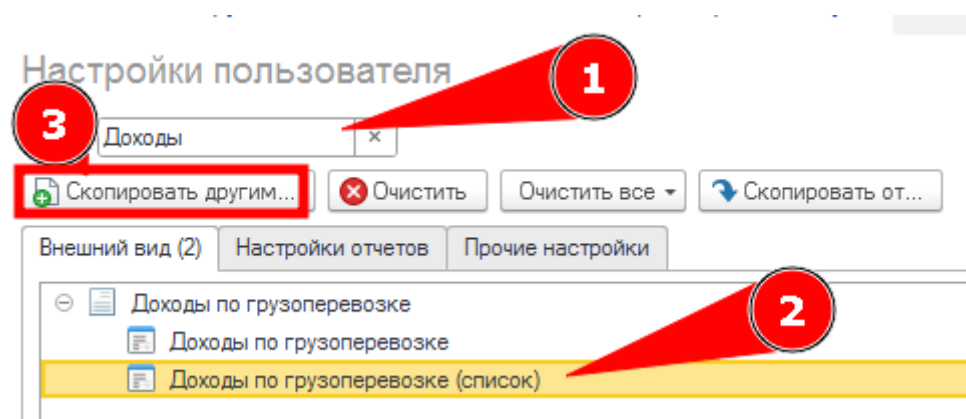 Настройки пользователя
1
3
Доходы ×
Скопировать другим... Очистить Очистить все Скопировать от...
Внешний вид (2) Настройки отчетов Прочие настройки
Доходы по грузоперевозке
2
Доходы по грузоперевозке
Доходы по грузоперевозке (список)